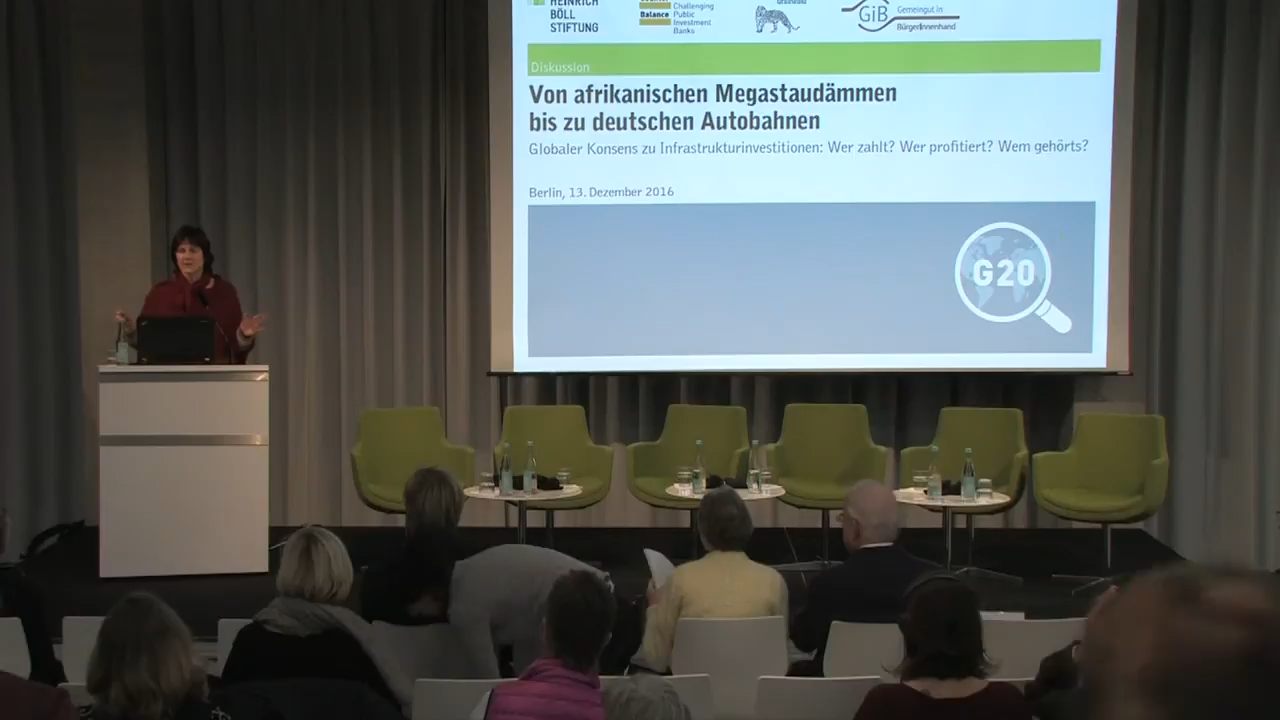 HEINRICH
BÖLL
STIFTUNG
Balance
Challenging
Public
Investment
Banks
GiB
Gemeingut in
BürgerInnenhand
Diskussion
Von afrikanischen Megastaudämmen
bis zu deutschen Autobahnen
Globaler Konsens zu Infrastrukturinvestitionen: Wer zahlt? Wer profitiert? Wem gehörts?
Berlin, 13. Dezember 2016
G20